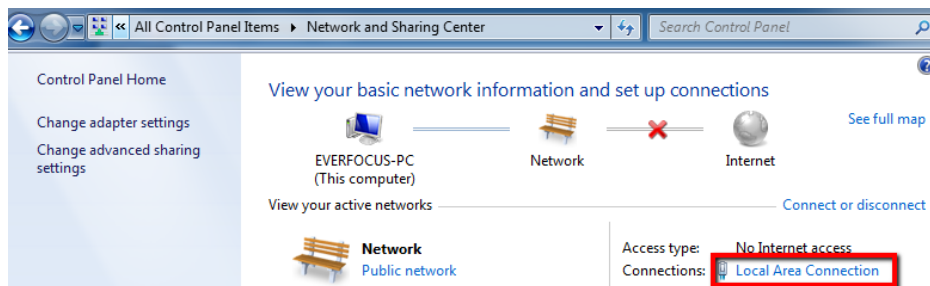 « All Control Panel Items ▸ Network and Sharing Center
Search Control Panel
Control Panel Home
Change adapter settings
Change advanced sharing
settings
View your basic network information and set up connections
See full map
EVERFOCUS-PC
(This computer)
Network
Internet
View your active networks
Connect or disconnect
Network
Public network
Access type: No Internet access
Connections: Local Area Connection